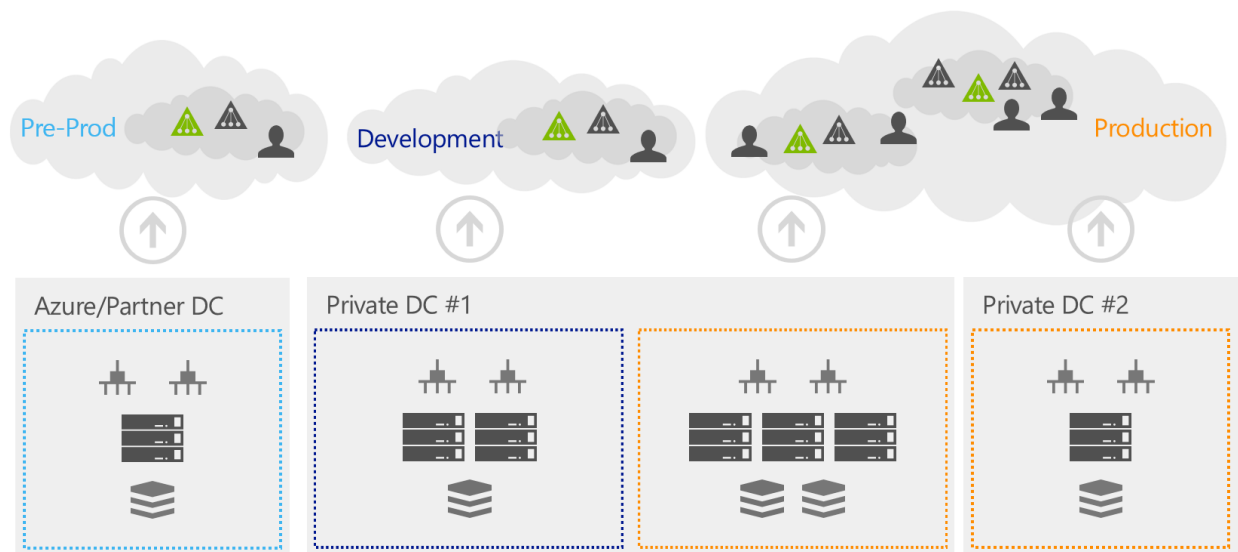 Pre-Prod
Development
Production
Azure/Partner DC
Private DC #1
Private DC #2